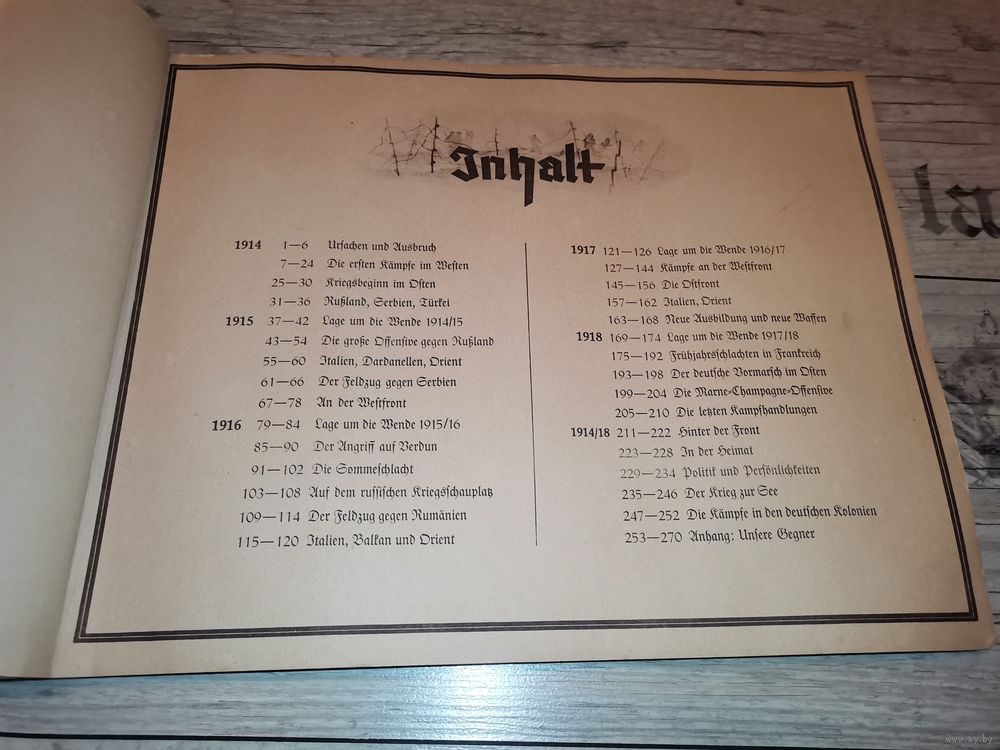 Inhalt
1914 1—6 Urſachen und Ausbruch
7—24 Die erſten Kämpfe im Weſten
25—30 Kriegsbeginn im Oſten
31—36 Rußland, Serbien, Türkei
1915 37—42 Lage um die Wende 1914/15
43—54 Die große Offenſive gegen Rußland
55—60 Italien, Dardanellen, Orient
61—66 Der Feldzug gegen Serbien
67—78 An der Weſtfront
1916 79—84 Lage um die Wende 1915/16
85—90 Der Angriff auf Verdun
91—102 Die Sommeſchlacht
103—108 Auf dem ruſſiſchen Kriegsſchauplatz
109—114 Der Feldzug gegen Rumänien
115—120 Italien, Balkan und Orient
1917 121—126 Lage um die Wende 1916/17
127—144 Kämpfe an der Weſtfront
145—156 Die Oſtfront
157—162 Italien, Orient
163—168 Neue Ausbildung und neue Waffen
1918 169—174 Lage um die Wende 1917/18
175—192 Frühjahrsſchlachten in Frankreich
193—198 Der deutſche Vormarſch im Oſten
199—204 Die Marne-Champagne-Offenſive
205—210 Die letzten Kampfhandlungen
1914/18 211—222 Hinter der Front
223—228 In der Heimat
229—234 Politik und Perſönlichkeiten
235—246 Der Krieg zur See
247—252 Die Kämpfe in den deutſchen Kolonien
253—270 Anhang: Unſere Gegner
la
www.ay.by